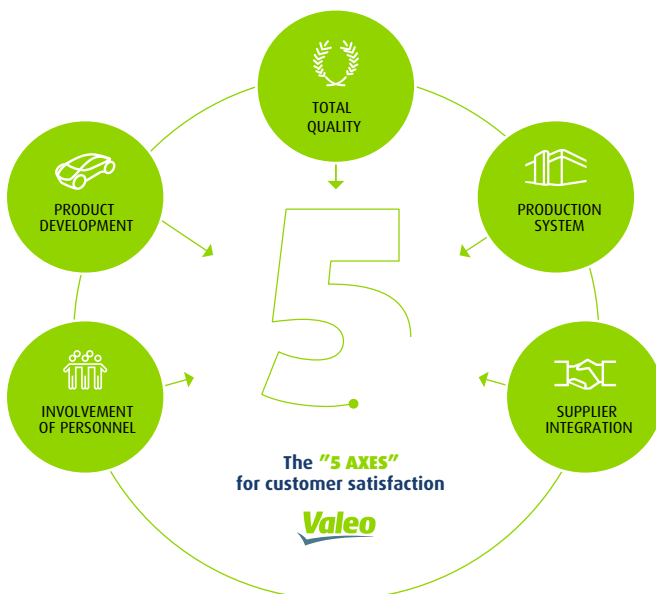 TOTAL
QUALITY
PRODUCT
DEVELOPMENT
PRODUCTION
SYSTEM
5
INVOLVEMENT
OF PERSONNEL
SUPPLIER
INTEGRATION
The "5 AXES"
for customer satisfaction
Valeo